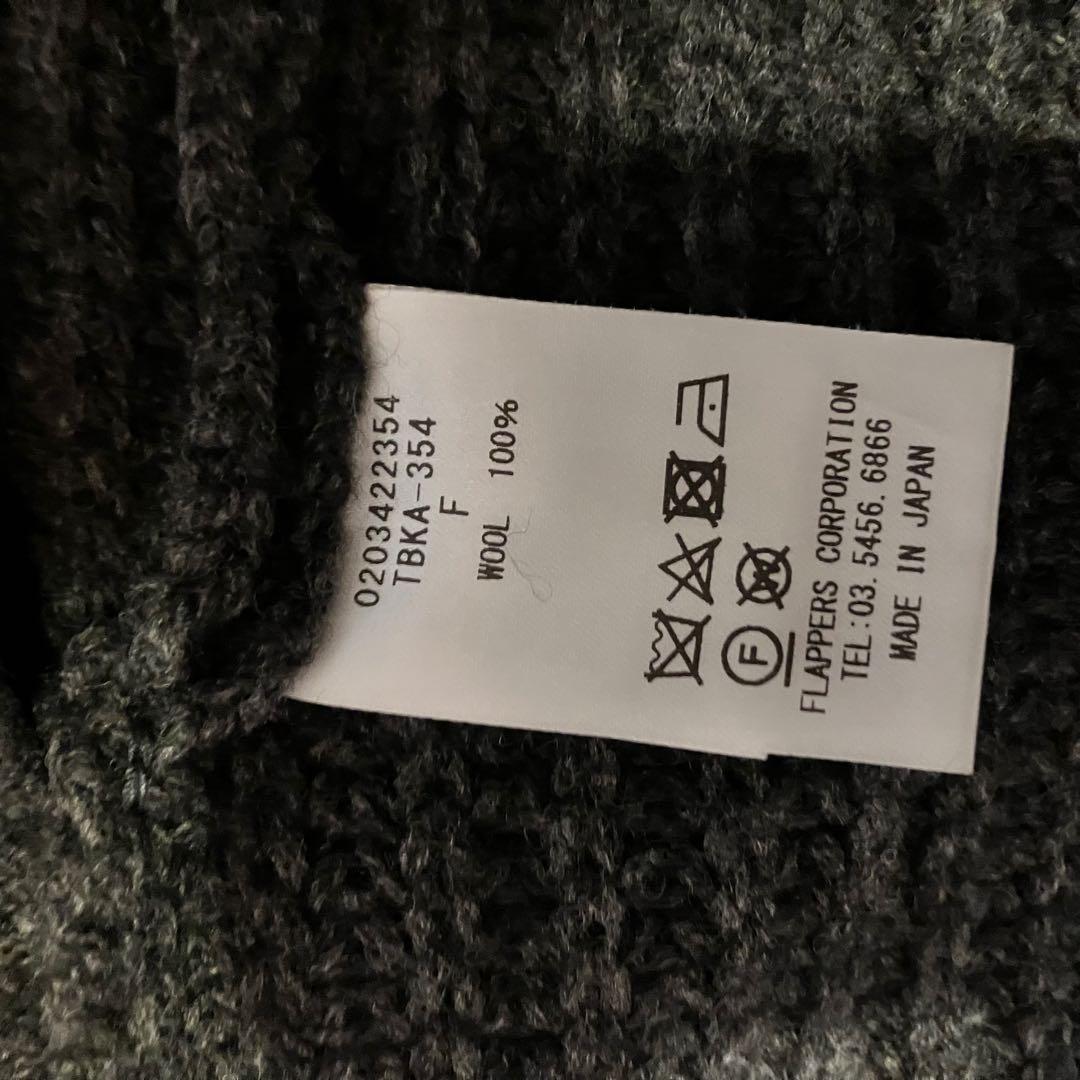 0203422354
TBKA-354
F
WOOL 100%
F W
FLAPPERS CORPORATION
TEL:03.5456.6866
MADE IN JAPAN